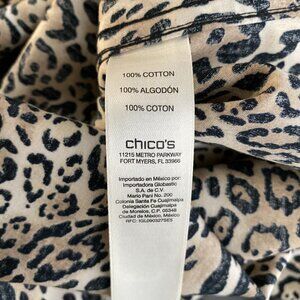 100% COTTON
100% ALGODÓN
100% COTON
chico's
11215 METRO PARKWAY
FORT MYERS, FL 33966
Importado en México por:
Importadora Globastic
S.A. de C.V.
Mario Pani No. 200
Colonia Santa Fe Cuajimalpa
Delegación Cuajimalpa
de Morelos, C.P. 05348
Ciudad de México, México